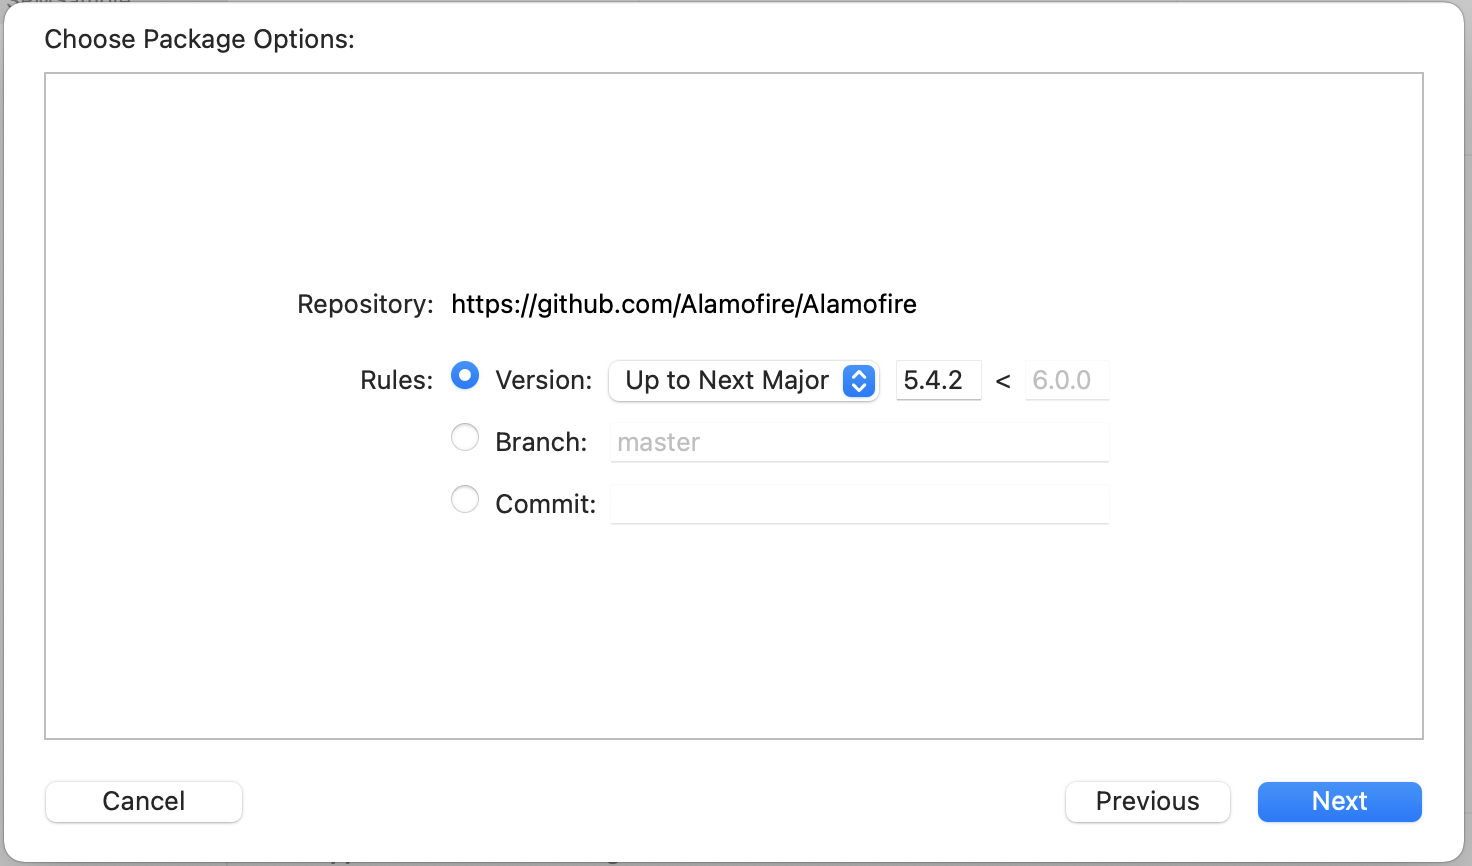 Choose Package Options:
Repository: https://github.com/Alamofire/Alamofire
Rules: Version: Up to Next Major 5.4.2 < 6.0.0
Branch: master
Commit:
Cancel Previous Next